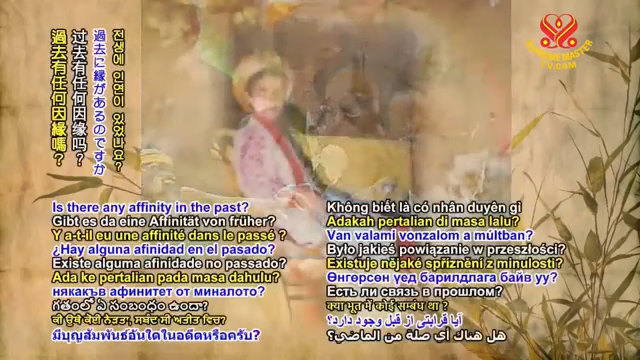 過去有任何因緣嗎？
过去有任何因缘吗？
過去に縁があるのですか
전생에 인연이 있었나요?
SUPREME MASTER
TV.COM
Is there any affinity in the past?
Gibt es da eine Affinität von früher?
Y a-t-il eu une affinité dans le passé ?
¿Hay alguna afinidad en el pasado?
Existe alguma afinidade no passado?
Ada ke pertalian pada masa dahulu?
някакъв афинитет от миналото?
గతంలో ఏ సంబంధం ఉందా?
ਕੀ ਉਥੇ ਕੋਈ ਨੇੜਤਾ, ਸਬੰਧ ਸੀ ਅਤੀਤ ਵਿਚ?
มีบุญสัมพันธ์อันใดในอดีตหรือครับ?
Không biết là có nhân duyên gì
Adakah pertalian di masa lalu?
Van valami vonzalom a múltban?
Było jakieś powiązanie w przeszłości?
Existuje nějaké spříznění z minulosti?
Өнгөрсөн үед барилдлага байв уу?
Есть ли связь в прошлом?
क्या भूत में कोई सम्बंध था ?
آیا قرابتی از قبل وجود دارد؟
هل هناك أي صلة من الماضي؟